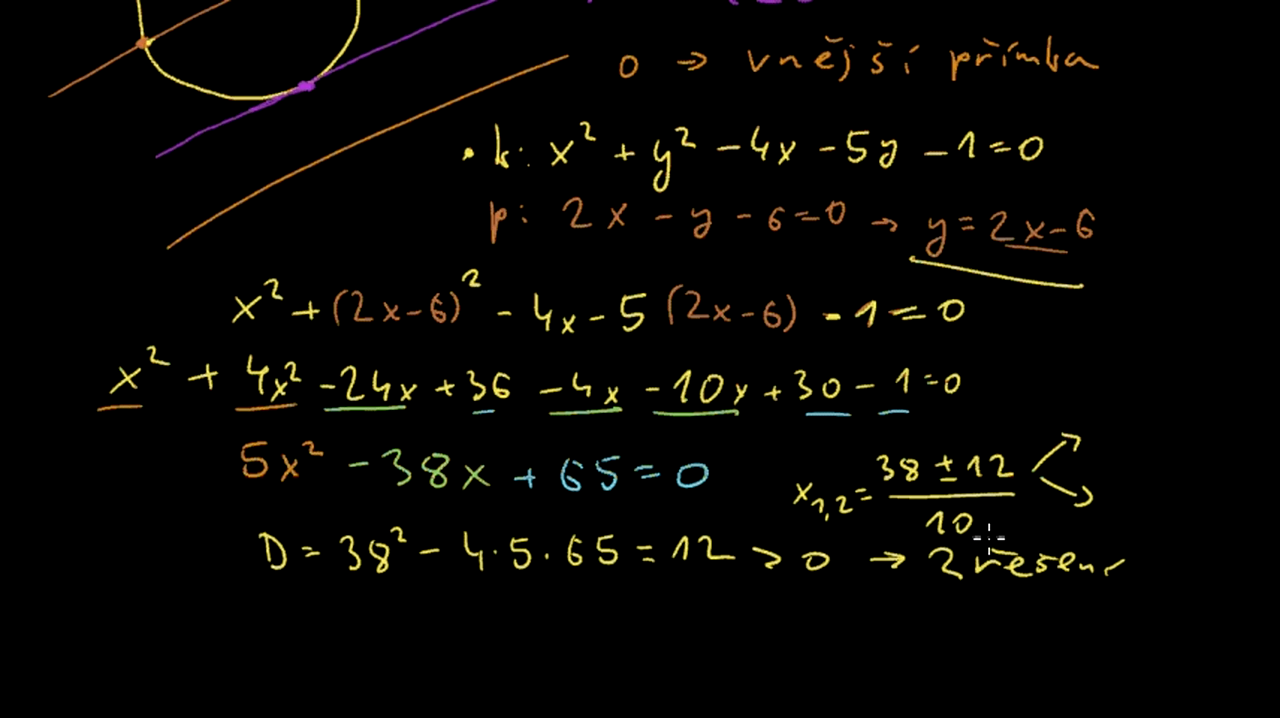 0 → vnější přímka
• k: x² + y² - 4x - 5y - 1 = 0
p: 2x - y - 6 = 0 → y = 2x - 6
x² + (2x-6)² - 4x - 5 (2x-6) - 1 = 0
x² + 4x² - 24x + 36 - 4x - 10x + 30 - 1 = 0
5x² - 38x + 65 = 0
x₁,₂ = (38 ± 12)/10
D = 38² - 4·5·65 = 12 > 0 → 2 řešení